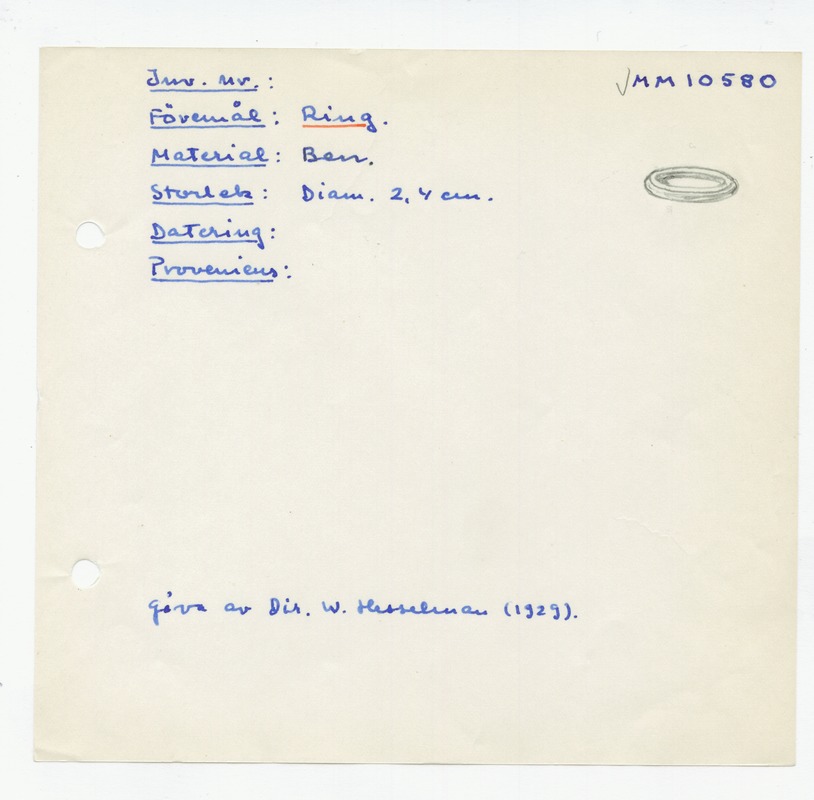 Inv. nr.: MM 10580
Föremål: Ring.
Material: Ben.
Storlek: Diam. 2,4 cm.
Datering:
Proveniens:
Gåva av Dir. W. Hesselman (1929).